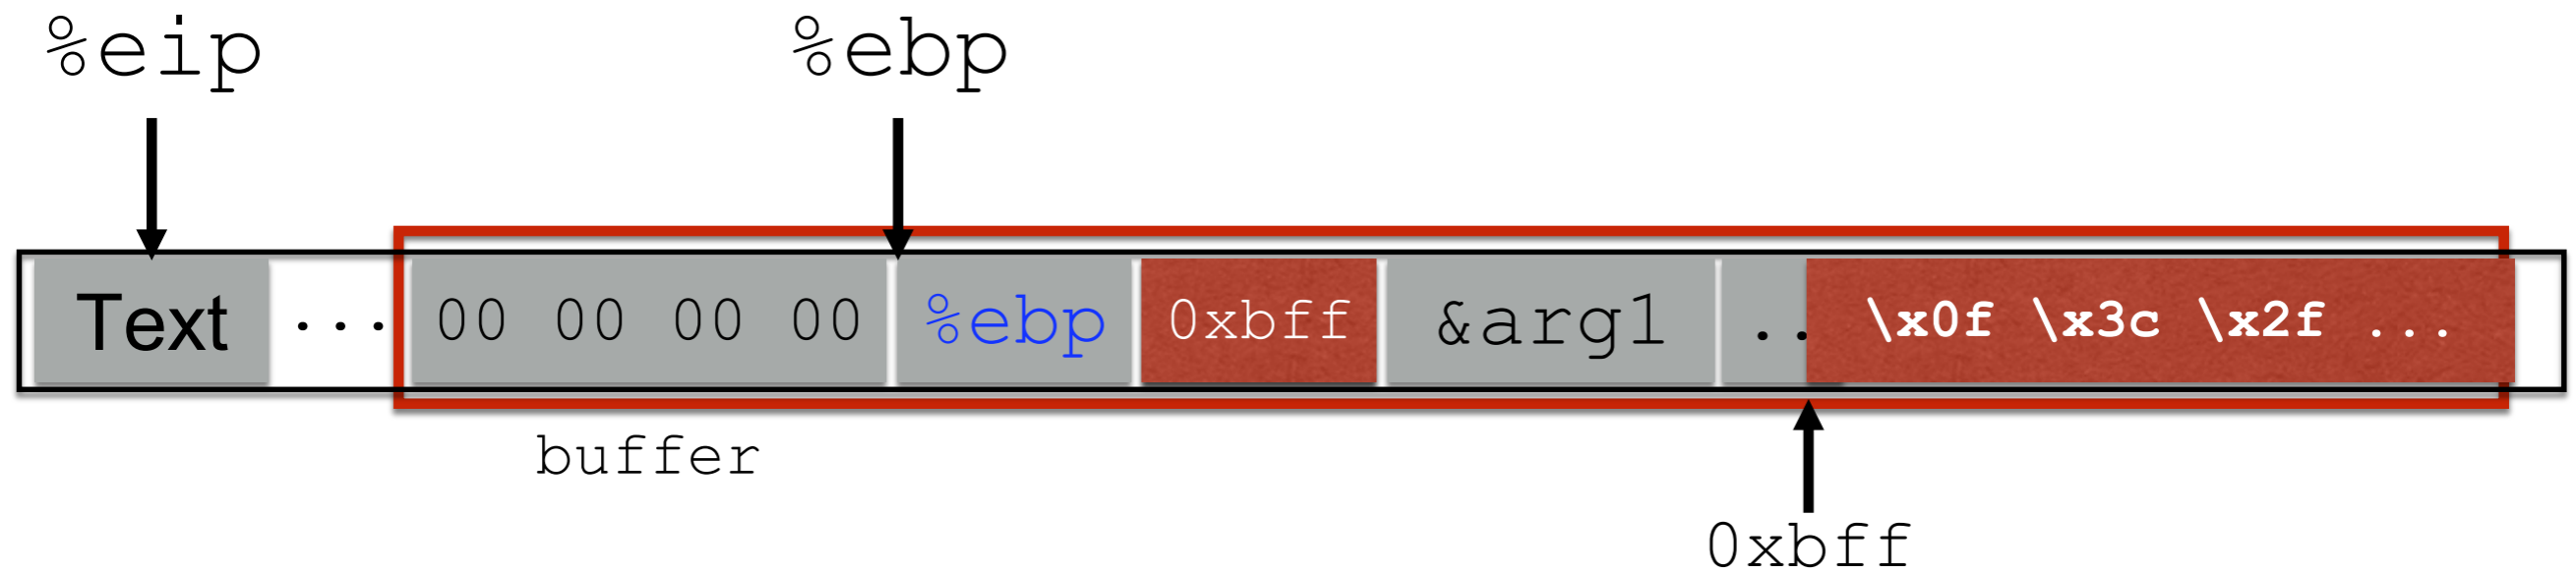 %eip %ebp
Text ... 00 00 00 00 %ebp 0xbff &arg1 .. \x0f \x3c \x2f ...
buffer
0xbff